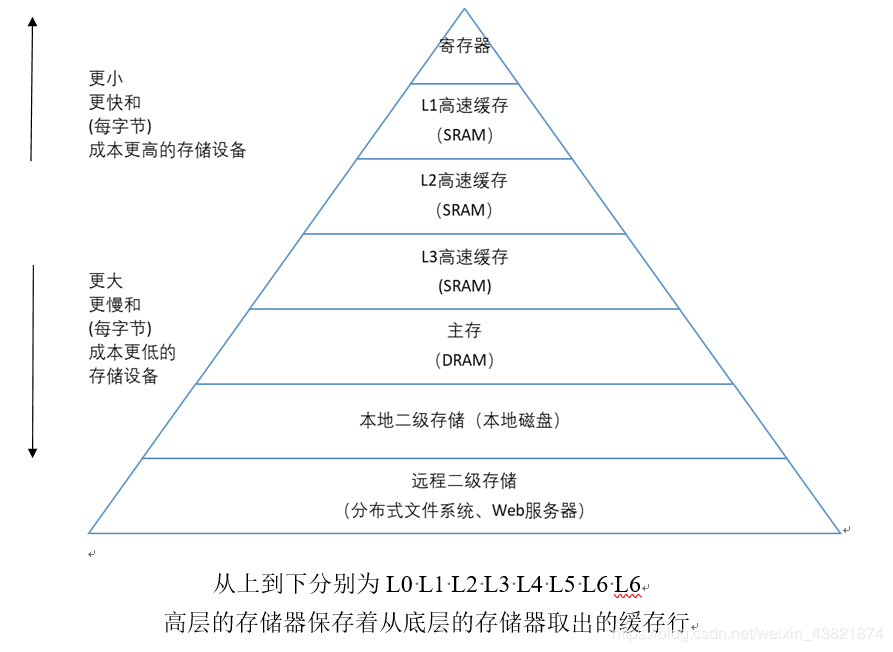 寄存器
更小
更快和
(每字节)
成本更高的存储设备
L1高速缓存
（SRAM）
L2高速缓存
（SRAM）
L3高速缓存
(SRAM)
更大
更慢和
(每字节)
成本更低的
存储设备
主存
（DRAM）
本地二级存储（本地磁盘）
远程二级存储
（分布式文件系统、Web服务器）
从上到下分别为 L0·L1·L2·L3·L4·L5·L6·L6
高层的存储器保存着从底层的存储器取出的缓存行
https://blog.csdn.net/weixin_43821874